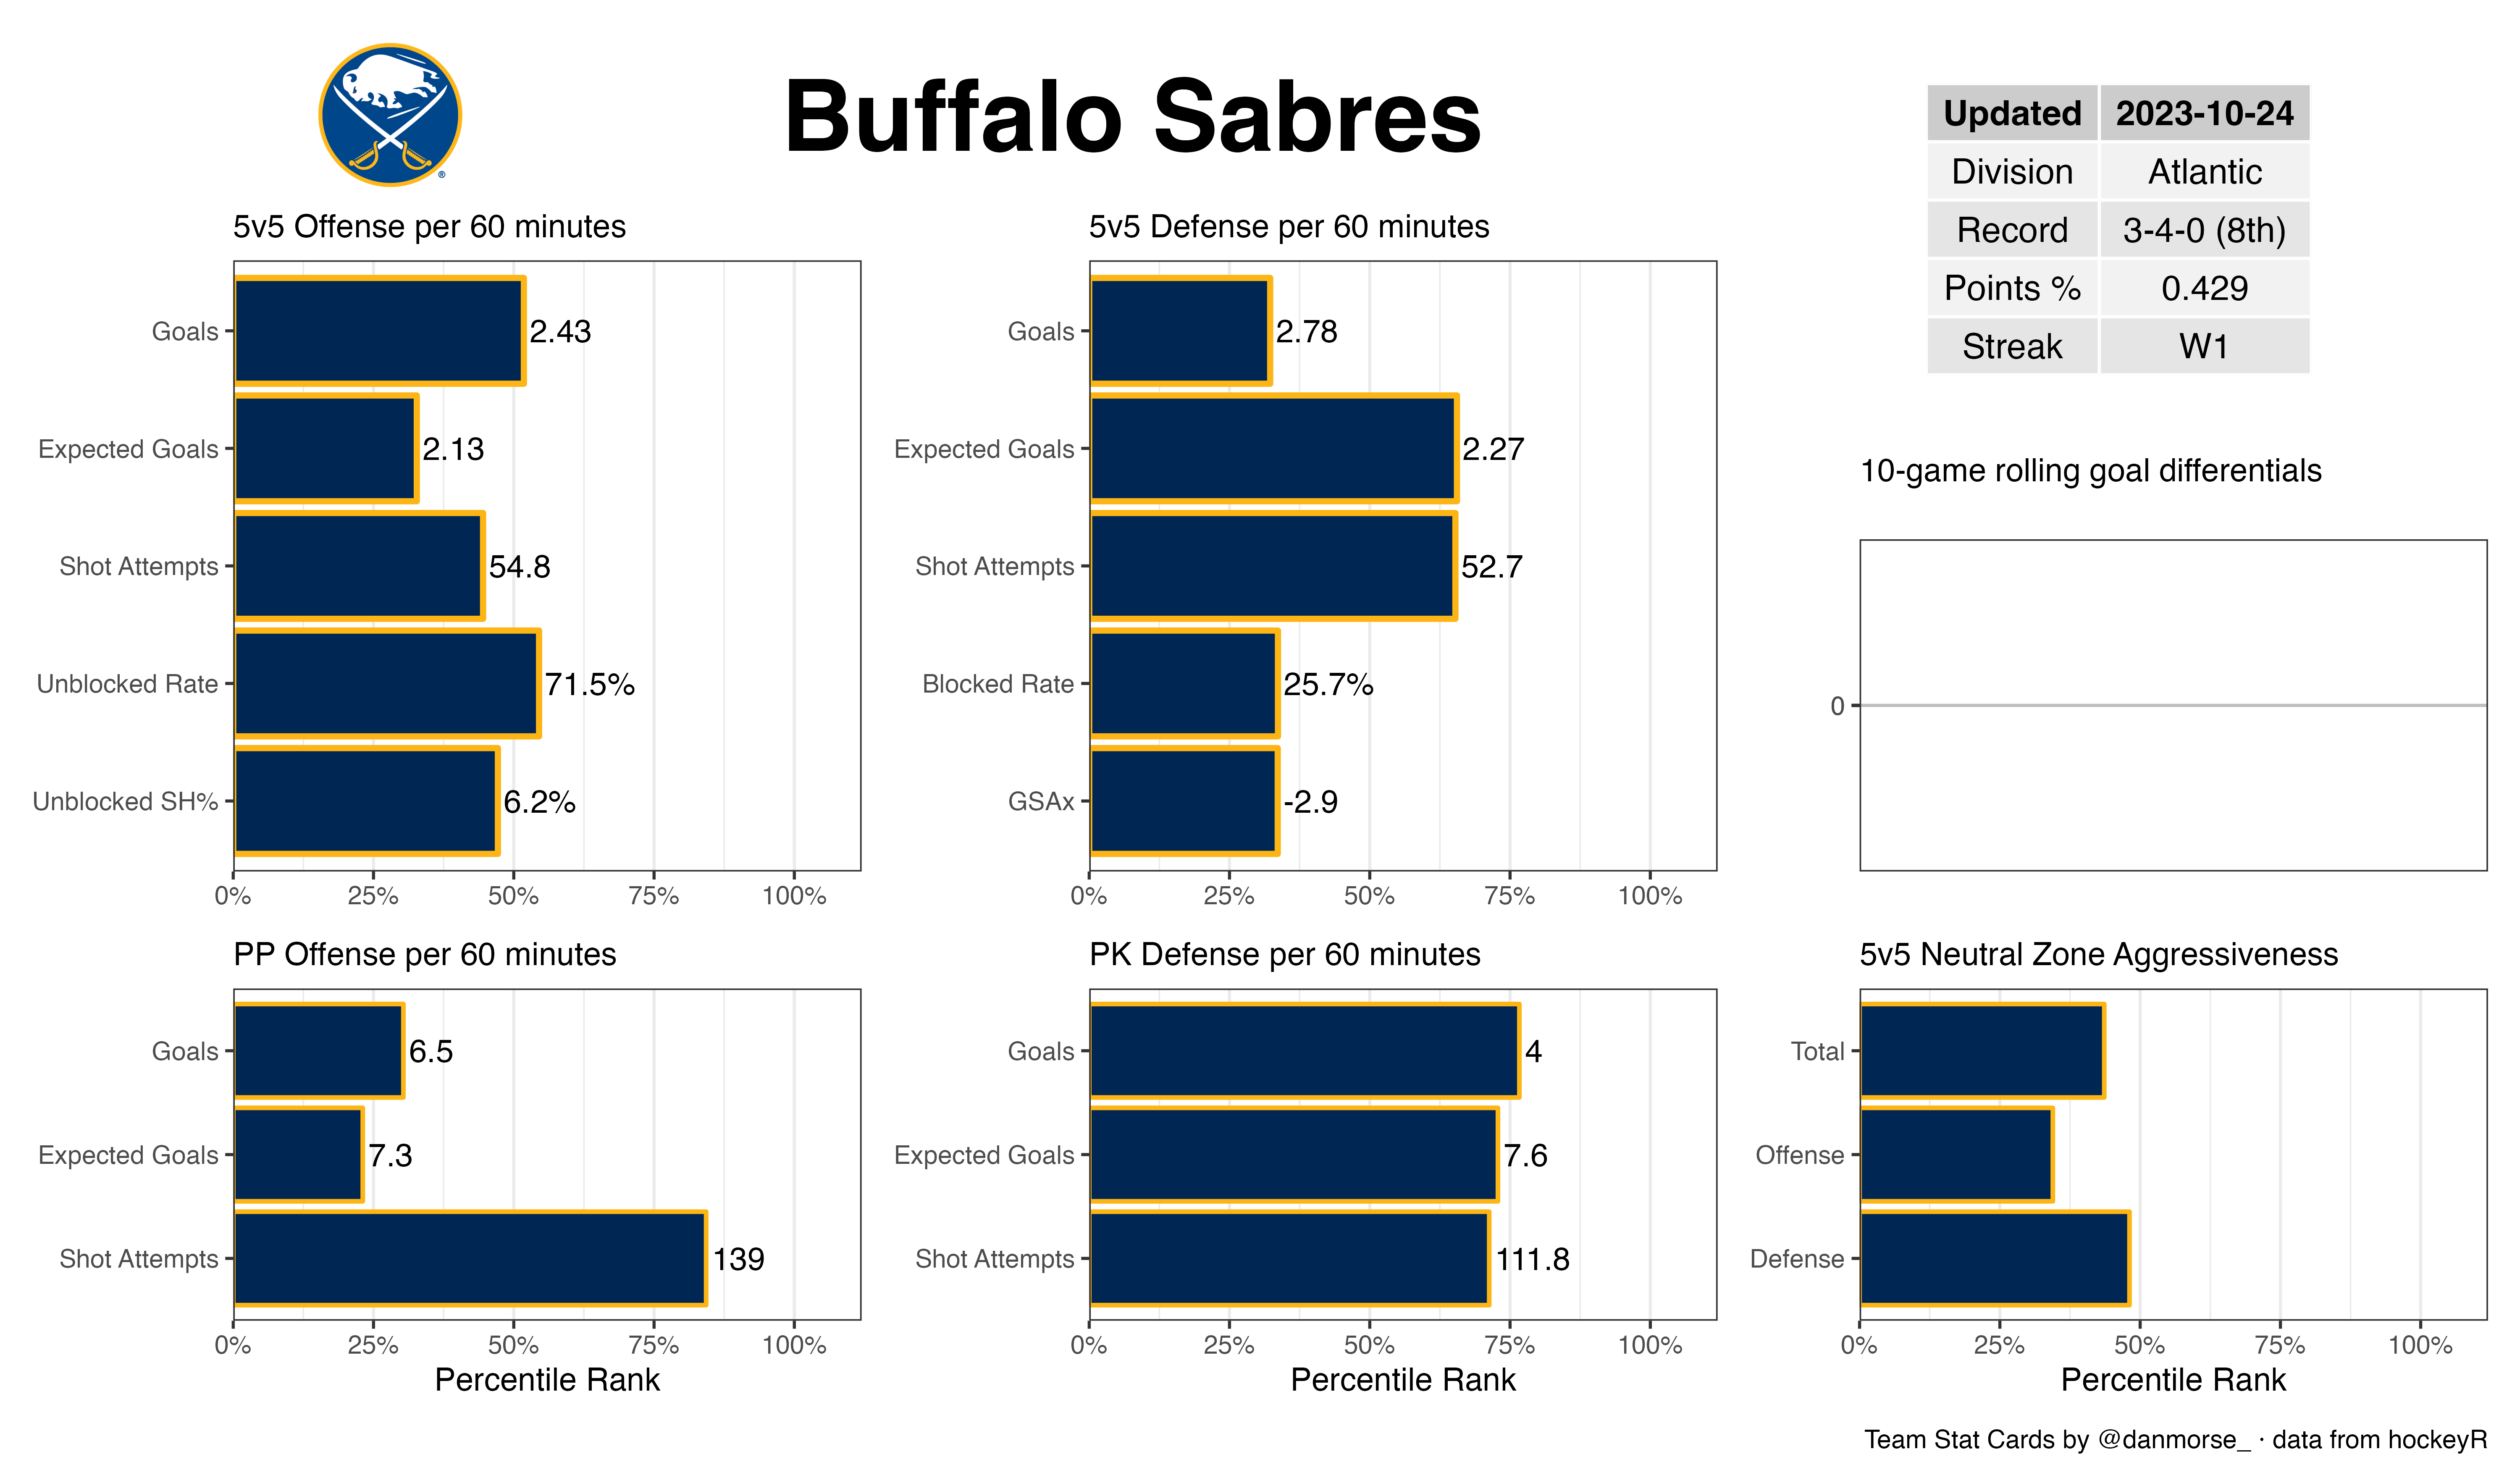 Buffalo Sabres
®
Updated 2023-10-24
Division Atlantic
Record 3-4-0 (8th)
Points % 0.429
Streak W1
5v5 Offense per 60 minutes
Goals 2.43
Expected Goals 2.13
Shot Attempts 54.8
Unblocked Rate 71.5%
Unblocked SH% 6.2%
0% 25% 50% 75% 100%
5v5 Defense per 60 minutes
Goals 2.78
Expected Goals 2.27
Shot Attempts 52.7
Blocked Rate 25.7%
GSAx -2.9
0% 25% 50% 75% 100%
10-game rolling goal differentials
0
PP Offense per 60 minutes
Goals 6.5
Expected Goals 7.3
Shot Attempts 139
0% 25% 50% 75% 100%
Percentile Rank
PK Defense per 60 minutes
Goals 4
Expected Goals 7.6
Shot Attempts 111.8
0% 25% 50% 75% 100%
Percentile Rank
5v5 Neutral Zone Aggressiveness
Total
Offense
Defense
0% 25% 50% 75% 100%
Percentile Rank
Team Stat Cards by @danmorse_ · data from hockeyR